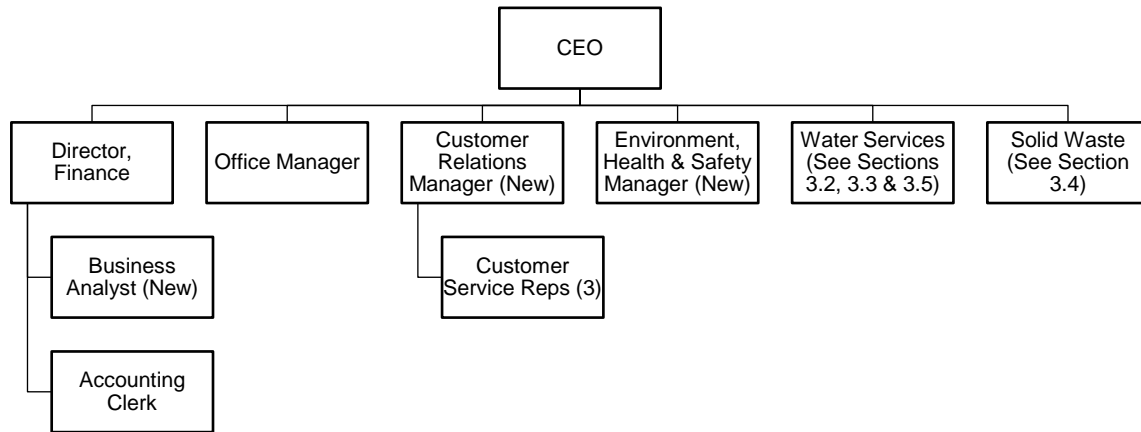 CEO
Director,
Finance
Office Manager
Customer
Relations
Manager (New)
Environment,
Health & Safety
Manager (New)
Water Services
(See Sections
3.2, 3.3 & 3.5)
Solid Waste
(See Section
3.4)
Business
Analyst (New)
Customer
Service Reps (3)
Accounting
Clerk